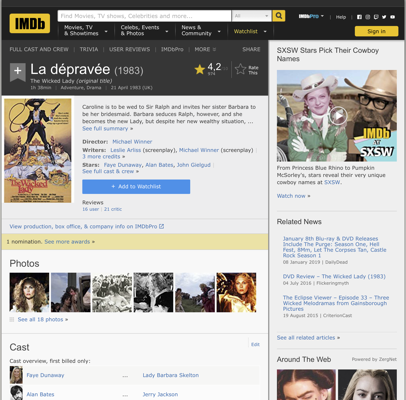 IMDb
Find Movies, TV shows, Celebrities and more...
All
IMDbPro
Help
Movies, TV
& Showtimes
Celebs, Events
& Photos
News &
Community
Watchlist
Sign in
FULL CAST AND CREW | TRIVIA | USER REVIEWS | IMDbPro | MORE
SHARE
La dépravée (1983)
The Wicked Lady (original title)
1h 38min | Adventure, Drama | 21 April 1983 (UK)
4,2
974
Rate
This
Caroline is to be wed to Sir Ralph and invites her sister Barbara to
be her bridesmaid. Barbara seduces Ralph, however, and she
becomes the new Lady, but despite her new wealthy situation, ...
See full summary »
Director: Michael Winner
Writers: Leslie Arliss (screenplay), Michael Winner (screenplay) |
3 more credits »
Stars: Faye Dunaway, Alan Bates, John Gielgud |
See full cast & crew »
+ Add to Watchlist
Reviews
16 user | 21 critic
View production, box office, & company info on IMDbPro
1 nomination. See more awards »
Photos
See all 18 photos »
Cast
Edit
Cast overview, first billed only:
Faye Dunaway ... Lady Barbara Skelton
Alan Bates ... Jerry Jackson
SXSW Stars Pick Their Cowboy
Names
IMDb
AT
SXSW
From Princess Blue Rhino to Pumpkin
McSorley's, stars reveal their very unique
cowboy names at SXSW.
Watch now »
Related News
January 8th Blu-ray & DVD Releases
Include The Purge: Season One, Hell
Fest, 8Mm, Let The Corpses Tan, Castle
Rock Season 1
08 January 2019 | DailyDead
DVD Review – The Wicked Lady (1983)
04 July 2016 | Flickeringmyth
The Eclipse Viewer – Episode 33 – Three
Wicked Melodramas from Gainsborough
Pictures
19 August 2015 | CriterionCast
See all related articles »
Around The Web
Powered by ZergNet